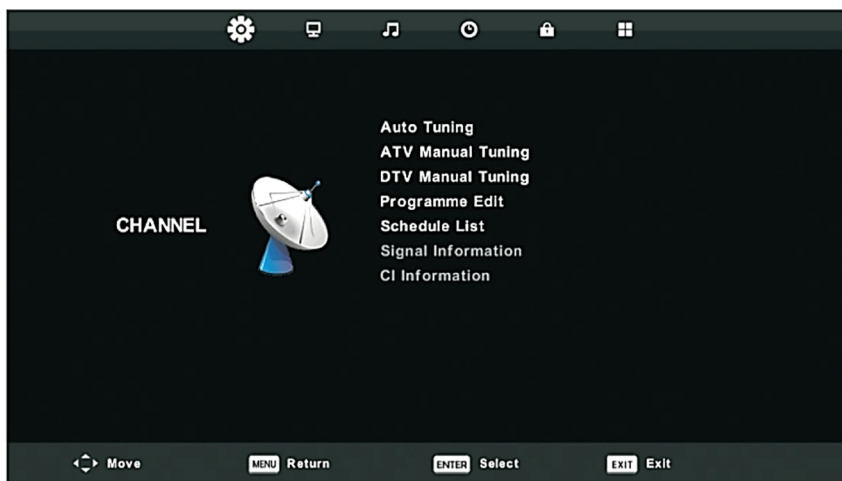 Auto Tuning
ATV Manual Tuning
DTV Manual Tuning
Programme Edit
CHANNEL
Schedule List
Signal Information
CI Information
Move MENU Return ENTER Select EXIT Exit